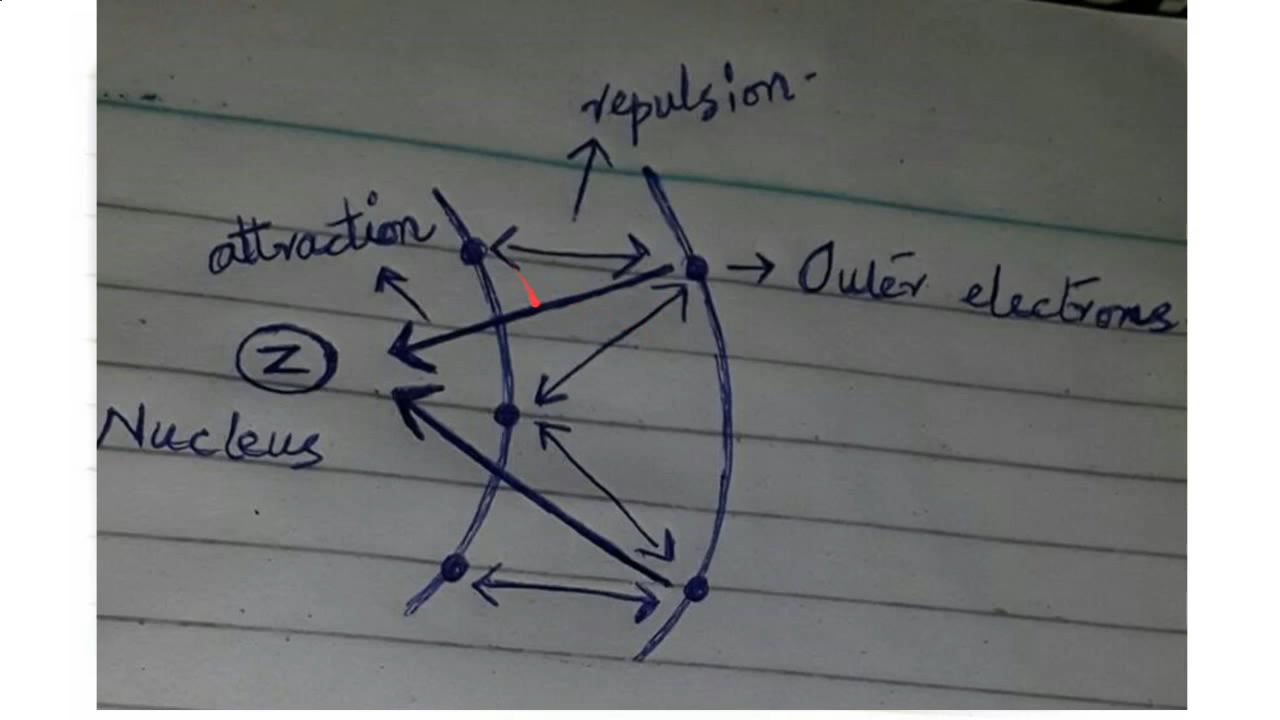 repulsion
attraction
Outer electrons
Z
Nucleus